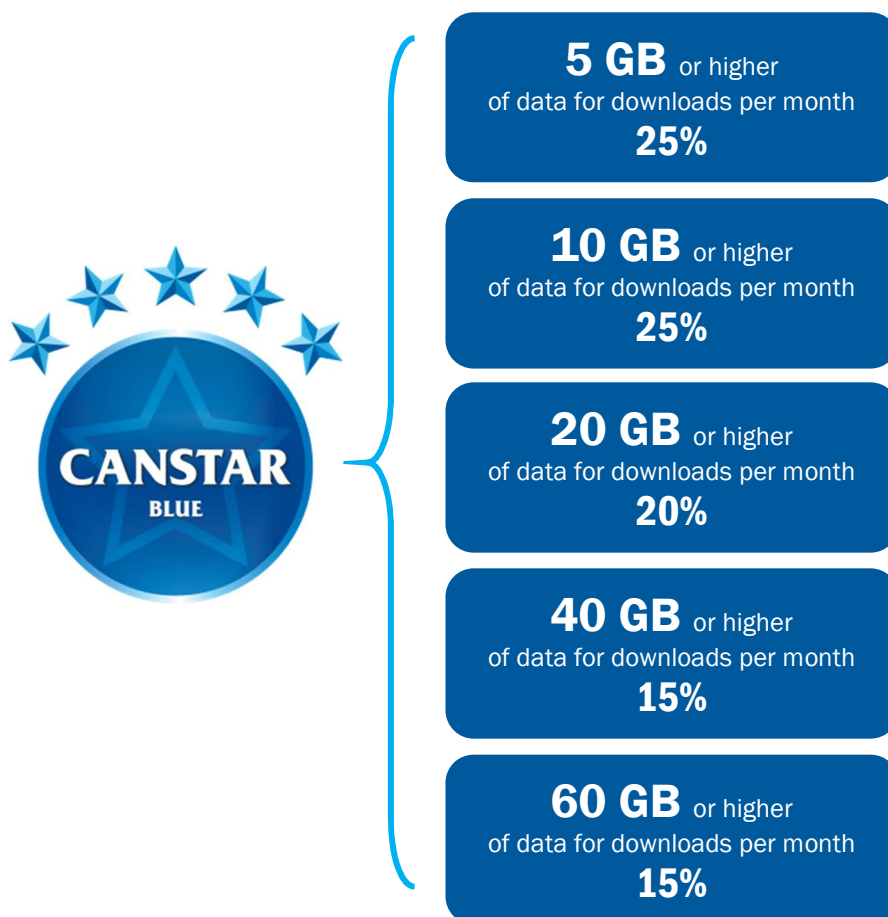 5 GB or higher
of data for downloads per month
25%
10 GB or higher
of data for downloads per month
25%
CANSTAR
BLUE
20 GB or higher
of data for downloads per month
20%
40 GB or higher
of data for downloads per month
15%
60 GB or higher
of data for downloads per month
15%